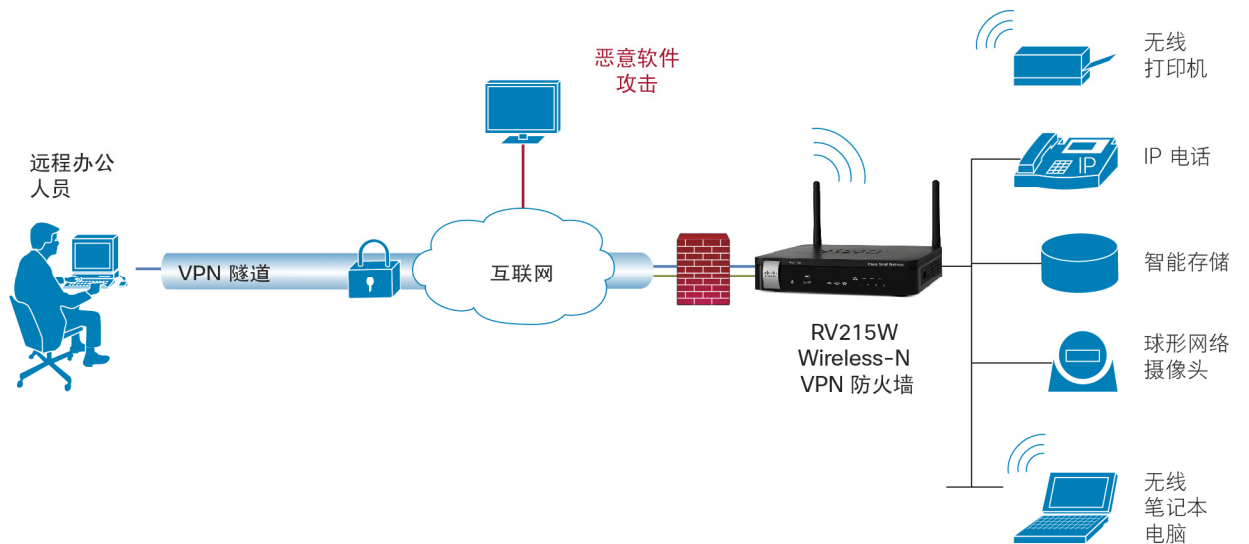 恶意软件
攻击
远程办公
人员
VPN 隧道
互联网
RV215W
Wireless-N
VPN 防火墙
无线
打印机
IP
IP 电话
智能存储
球形网络
摄像头
无线
笔记本
电脑